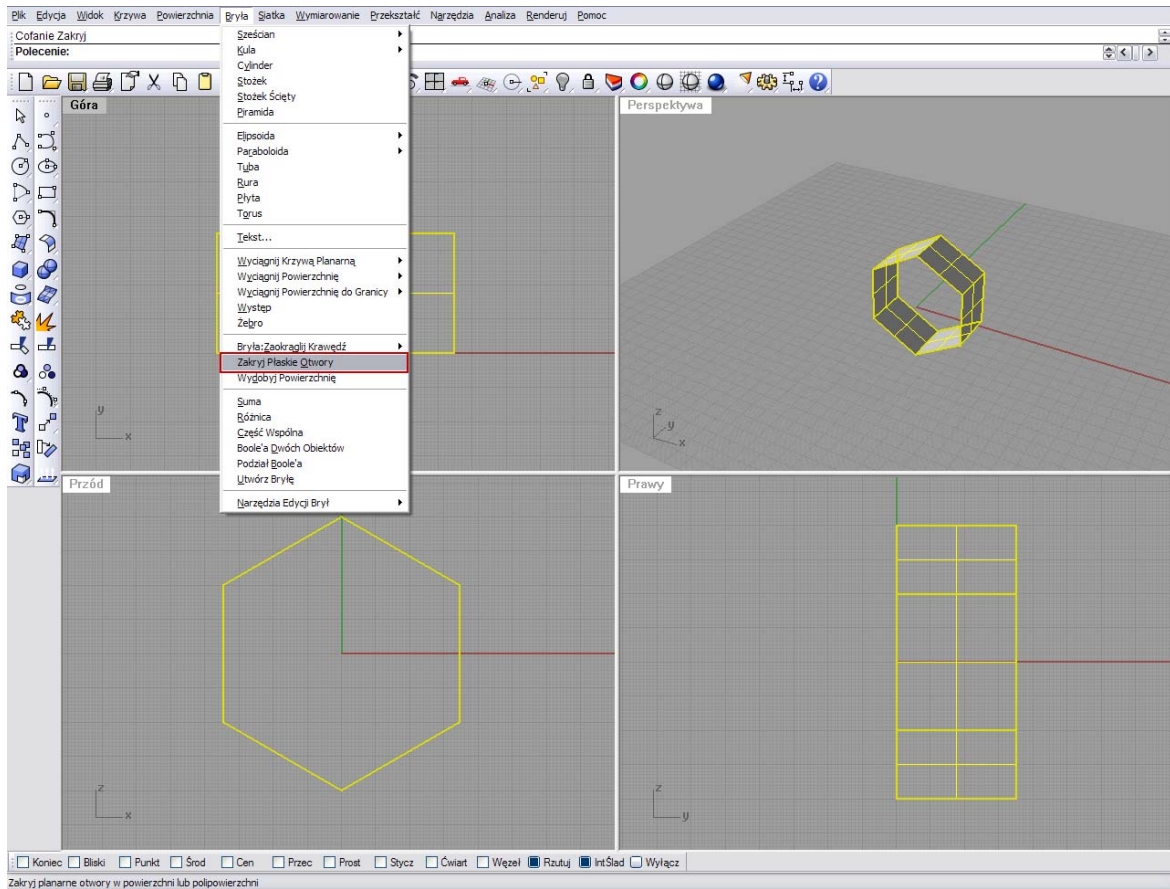 Plik Edycja Widok Krzywa Powierzchnia Bryła Siatka Wymiarowanie Przekształć Narzędzia Analiza Renderuj Pomoc
Cofanie Zakryj
Polecenie:
Sześcian
Kula
Cylinder
Stożek
Stożek Ścięty
Piramida
Elipsoida
Paraboloida
Tuba
Rura
Płyta
Torus
Tekst...
Wyciągnij Krzywą Planarną
Wyciągnij Powierzchnię
Wyciągnij Powierzchnię do Granicy
Występ
Żebro
Bryła:Zaokrąglij Krawędź
Zakryj Płaskie Otwory
Wydobyj Powierzchnię
Suma
Różnica
Część Wspólna
Boole'a Dwóch Obiektów
Podział Boole'a
Utwórz Bryłę
Narzędzia Edycji Brył
Góra
y
x
Perspektywa
z
y
x
Przód
z
x
Prawy
z
y
Koniec Bliski Punkt Środ Cen Przec Prost Stycz Ćwiart Węzeł Rzutuj IntŚlad Wyłącz
Zakryj planarne otwory w powierzchni lub polipowierzchni